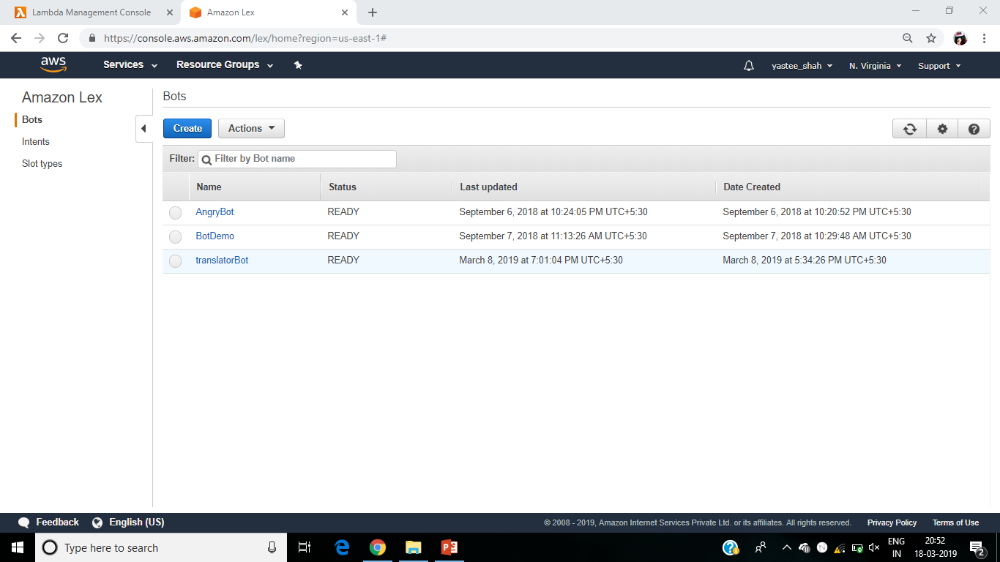 Lambda Management Console
Amazon Lex
https://console.aws.amazon.com/lex/home?region=us-east-1#
aws Services Resource Groups yastee_shah N. Virginia Support
Amazon Lex
Bots
Intents
Slot types
Bots
Create Actions
Filter: Filter by Bot name
Name Status Last updated Date Created
AngryBot READY September 6, 2018 at 10:24:05 PM UTC+5:30 September 6, 2018 at 10:20:52 PM UTC+5:30
BotDemo READY September 7, 2018 at 11:13:26 AM UTC+5:30 September 7, 2018 at 10:29:48 AM UTC+5:30
translatorBot READY March 8, 2019 at 7:01:04 PM UTC+5:30 March 8, 2019 at 5:34:26 PM UTC+5:30
Feedback English (US) © 2008 - 2019, Amazon Internet Services Private Ltd. or its affiliates. All rights reserved. Privacy Policy Terms of Use
Type here to search
ENG
IN
20:52
18-03-2019
2